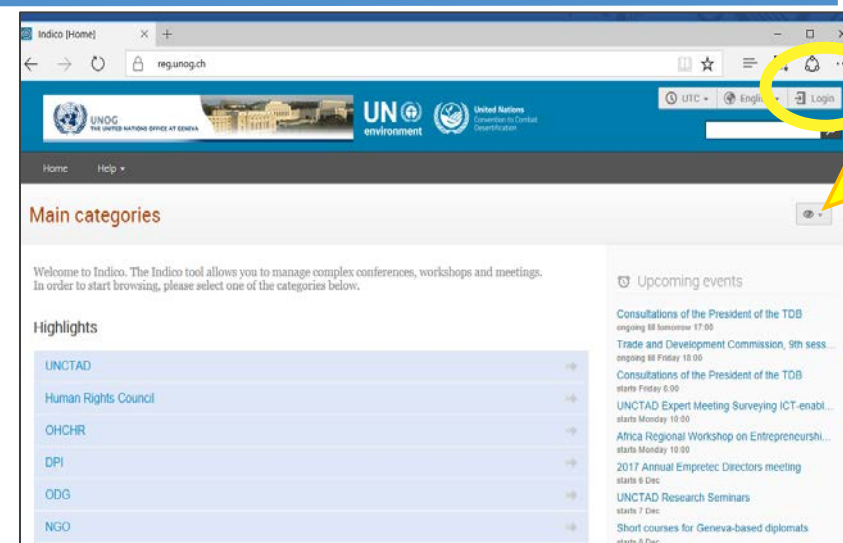 Indico [Home]
reg.unog.ch
UTC
Login
UNOG
THE UNITED NATIONS OFFICE AT GENEVA
UN
environment
United Nations
Convention to Combat
Desertification
Home Help
Main categories
Welcome to Indico. The Indico tool allows you to manage complex conferences, workshops and meetings.
In order to start browsing, please select one of the categories below.
Highlights
UNCTAD
Human Rights Council
OHCHR
DPI
ODG
NGO
Upcoming events
Consultations of the President of the TDB
ongoing till tomorrow 17:00
Trade and Development Commission, 9th sess...
ongoing till Friday 18:00
Consultations of the President of the TDB
starts Friday 8:00
UNCTAD Expert Meeting Surveying ICT-enabl...
starts Monday 10:00
Africa Regional Workshop on Entrepreneurshi...
starts Monday 10:00
2017 Annual Empretec Directors meeting
starts 6 Dec
UNCTAD Research Seminars
starts 7 Dec
Short courses for Geneva-based diplomats
starts 8 Dec